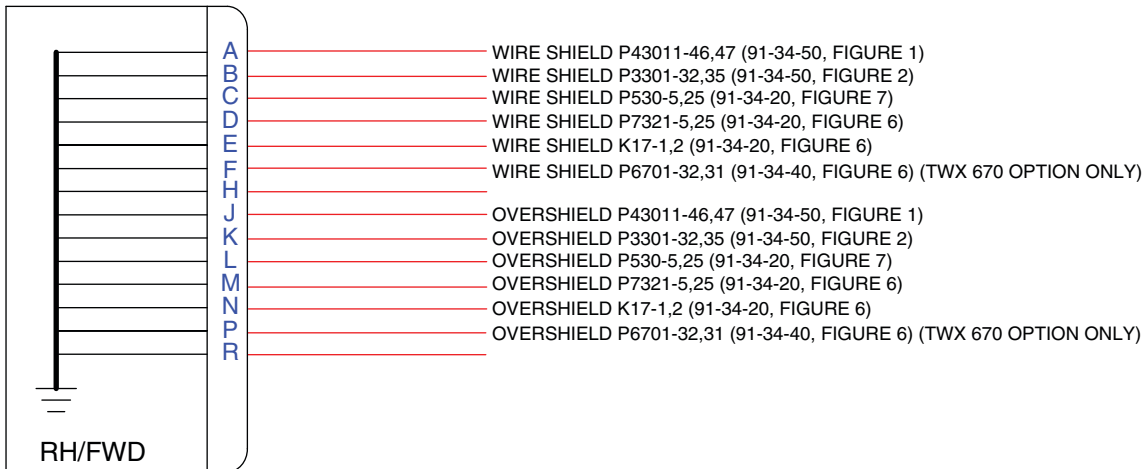 A WIRE SHIELD P43011-46,47 (91-34-50, FIGURE 1)
B WIRE SHIELD P3301-32,35 (91-34-50, FIGURE 2)
C WIRE SHIELD P530-5,25 (91-34-20, FIGURE 7)
D WIRE SHIELD P7321-5,25 (91-34-20, FIGURE 6)
E WIRE SHIELD K17-1,2 (91-34-20, FIGURE 6)
F WIRE SHIELD P6701-32,31 (91-34-40, FIGURE 6) (TWX 670 OPTION ONLY)
H
J OVERSHIELD P43011-46,47 (91-34-50, FIGURE 1)
K OVERSHIELD P3301-32,35 (91-34-50, FIGURE 2)
L OVERSHIELD P530-5,25 (91-34-20, FIGURE 7)
M OVERSHIELD P7321-5,25 (91-34-20, FIGURE 6)
N OVERSHIELD K17-1,2 (91-34-20, FIGURE 6)
P OVERSHIELD P6701-32,31 (91-34-40, FIGURE 6) (TWX 670 OPTION ONLY)
R
RH/FWD